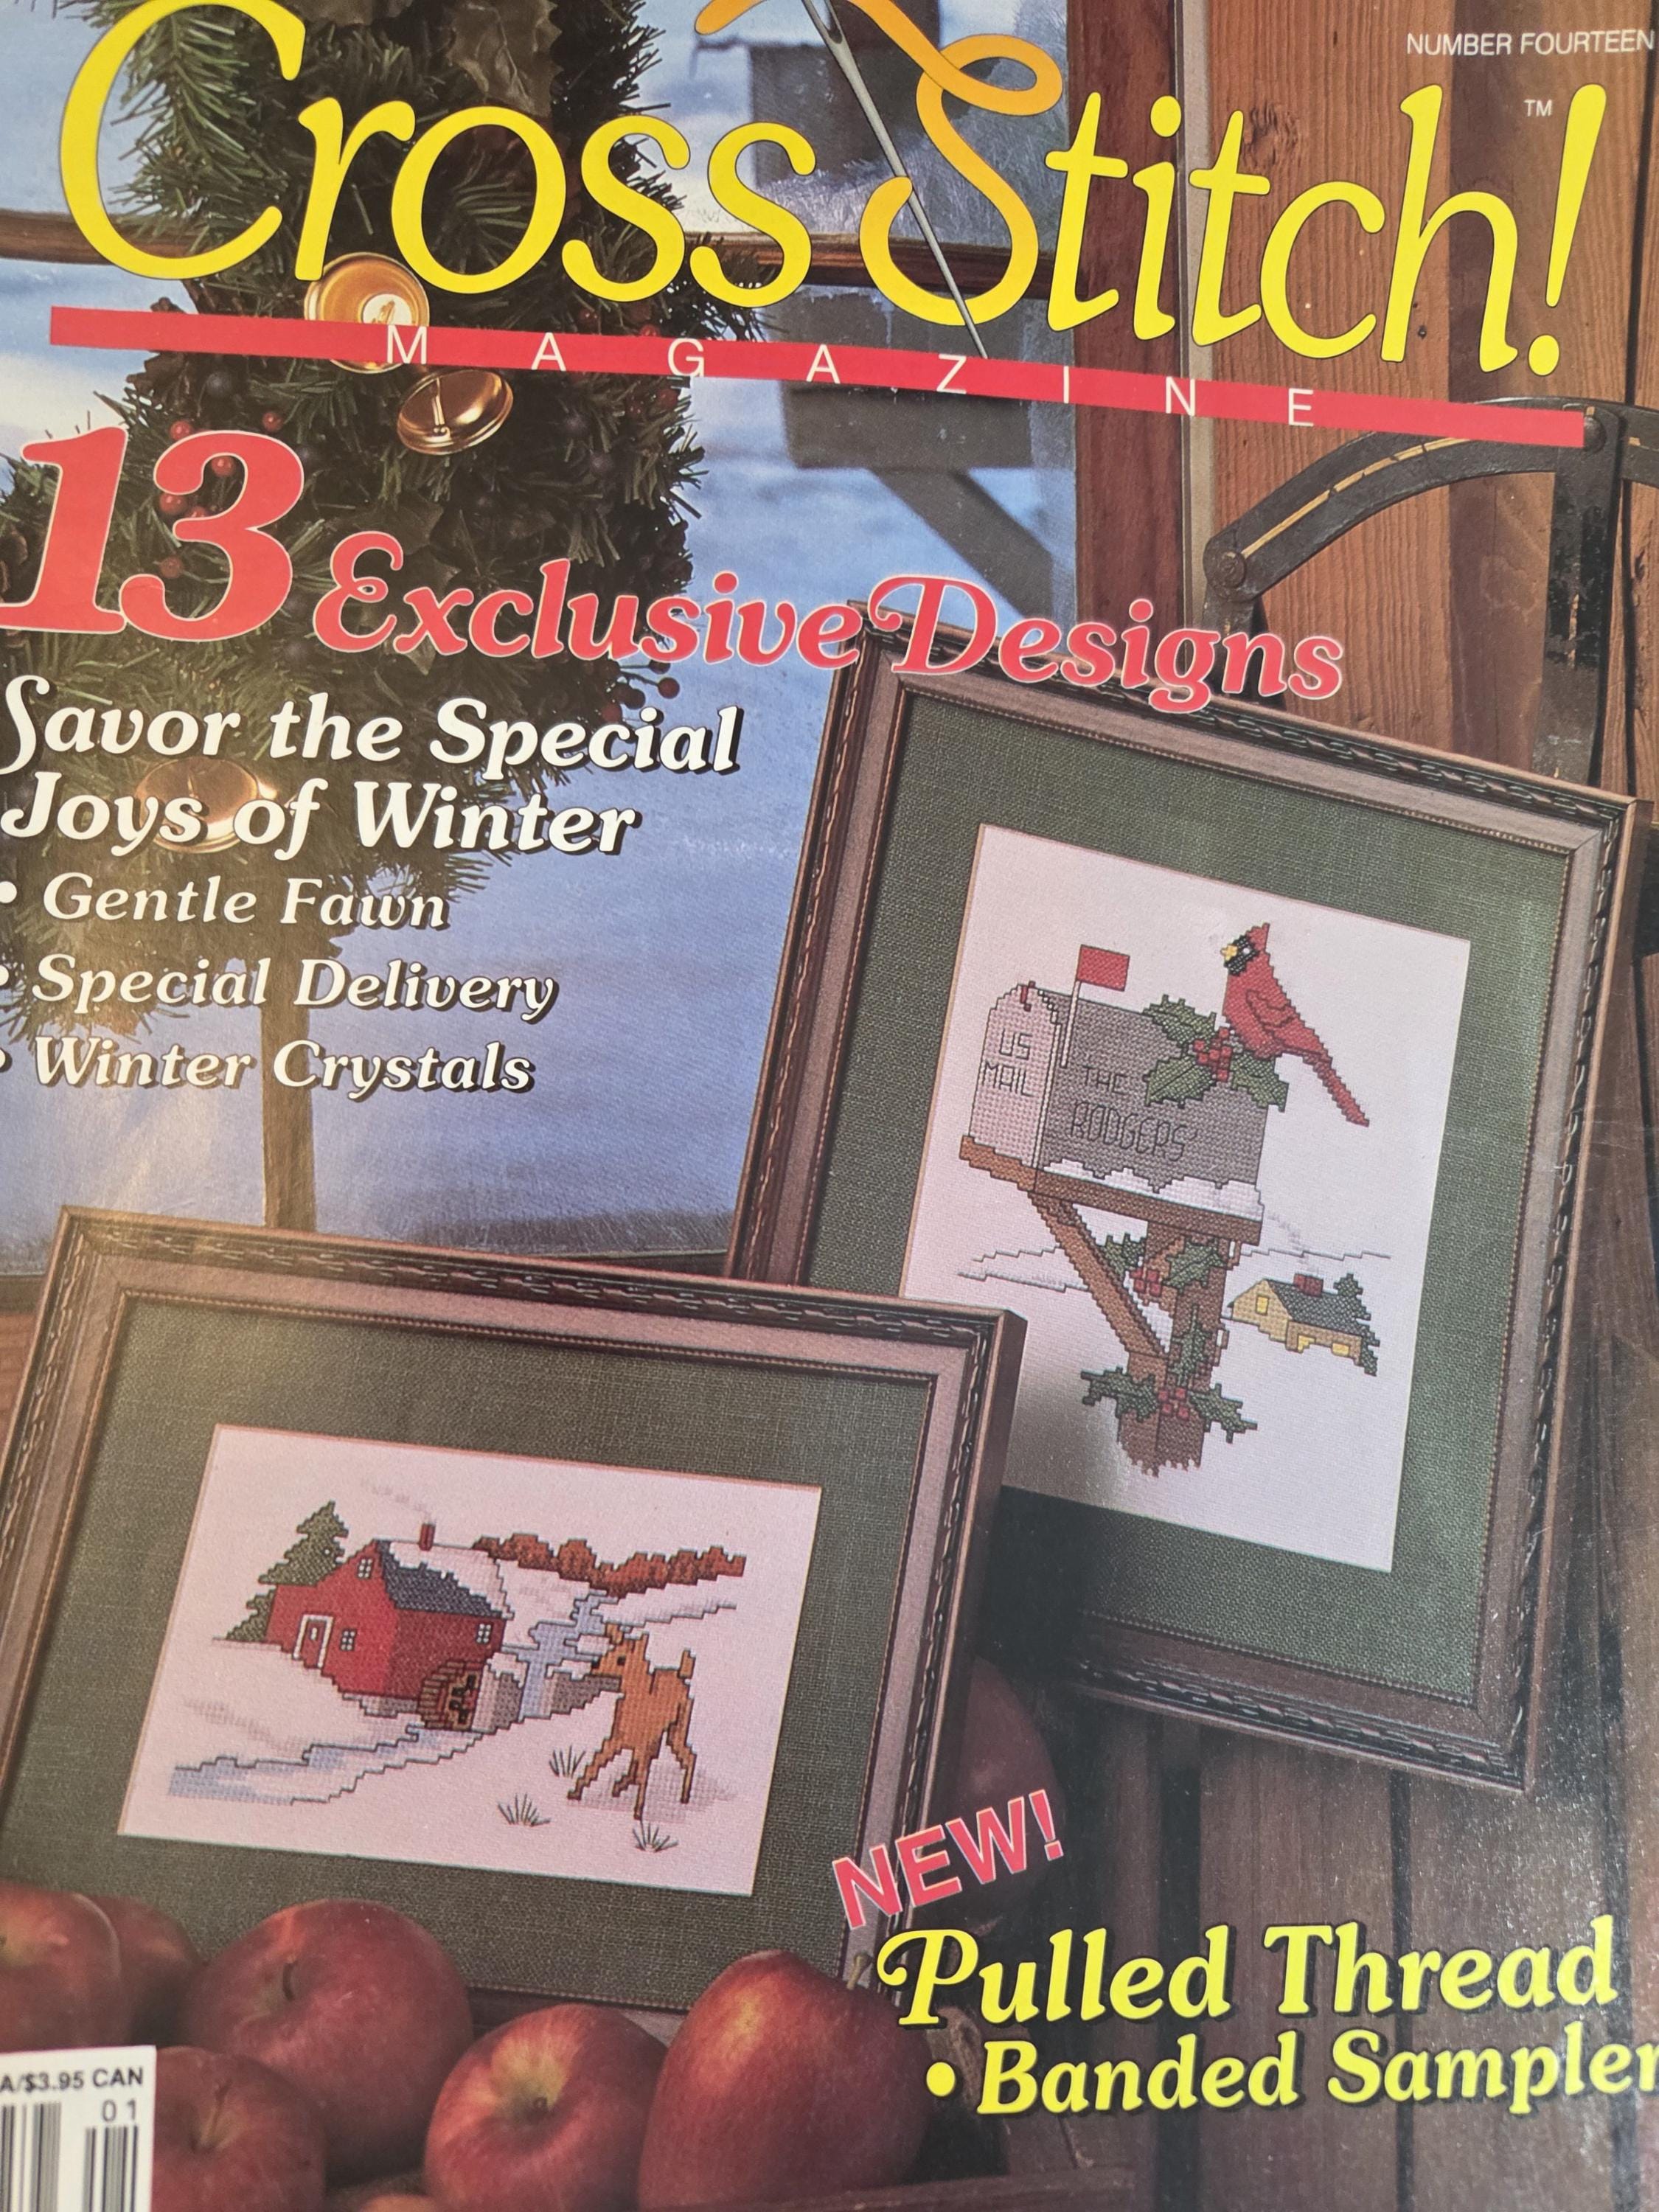 NUMBER FOURTEEN
Cross Stitch!™
MAGAZINE
13 Exclusive Designs
Savor the Special
Joys of Winter
• Gentle Fawn
• Special Delivery
• Winter Crystals
US
MAIL
THE
RODGERS'
NEW!
Pulled Thread
• Banded Sampler
A/$3.95 CAN
01